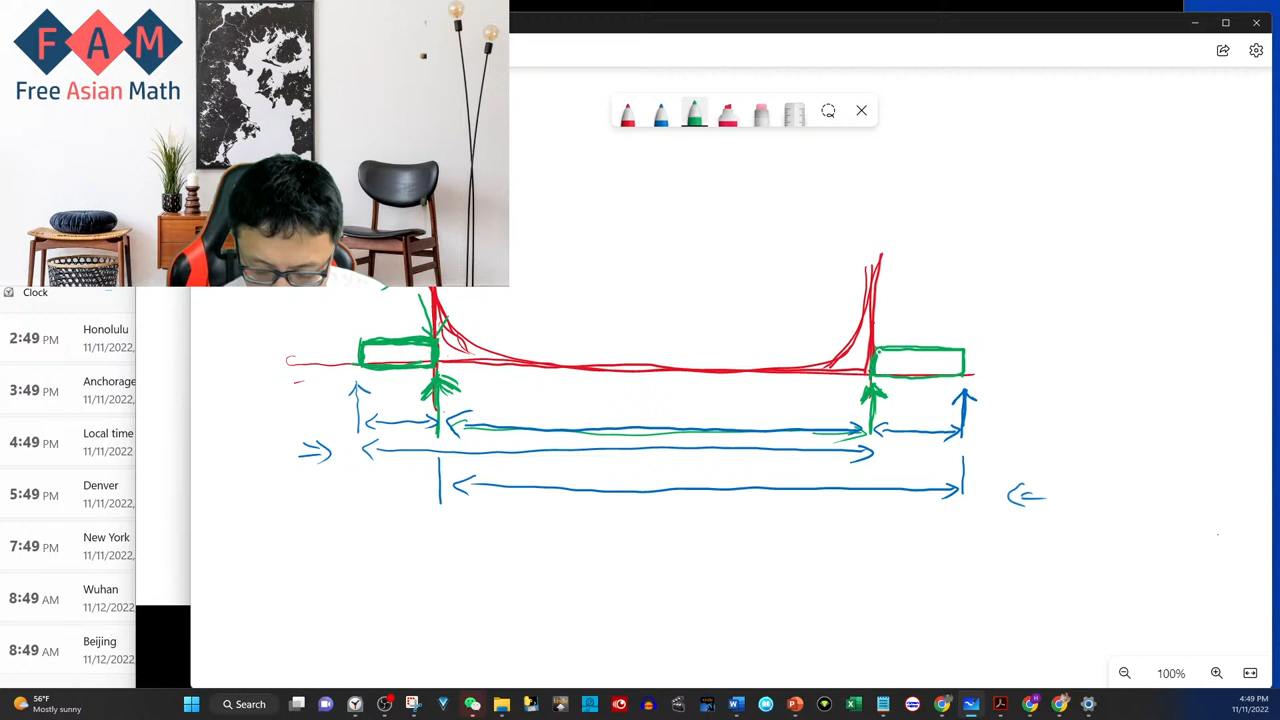 F A M
Free Asian Math
Clock
2:49 PM Honolulu
11/11/2022,
3:49 PM Anchorage
11/11/2022,
4:49 PM Local time
11/11/2022,
5:49 PM Denver
11/11/2022,
7:49 PM New York
11/11/2022,
8:49 AM Wuhan
11/12/2022
8:49 AM Beijing
11/12/2022
100%
56°F
Mostly sunny
Search
4:49 PM
11/11/2022